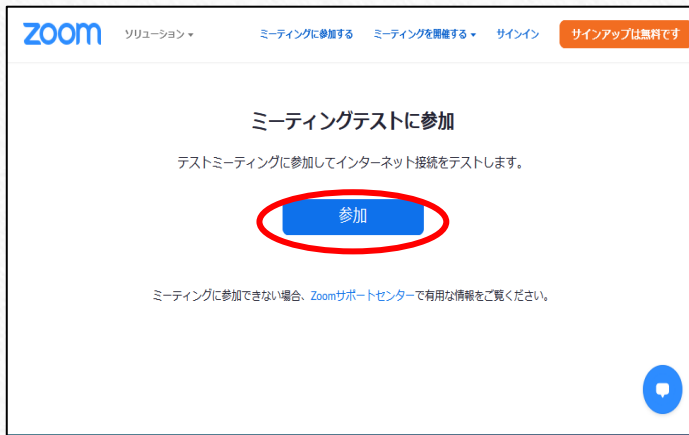 zoom ソリューション ミーティングに参加する ミーティングを開催する サインイン サインアップは無料です
ミーティングテストに参加
テストミーティングに参加してインターネット接続をテストします。
参加
ミーティングに参加できない場合、Zoomサポートセンターで有用な情報をご覧ください。